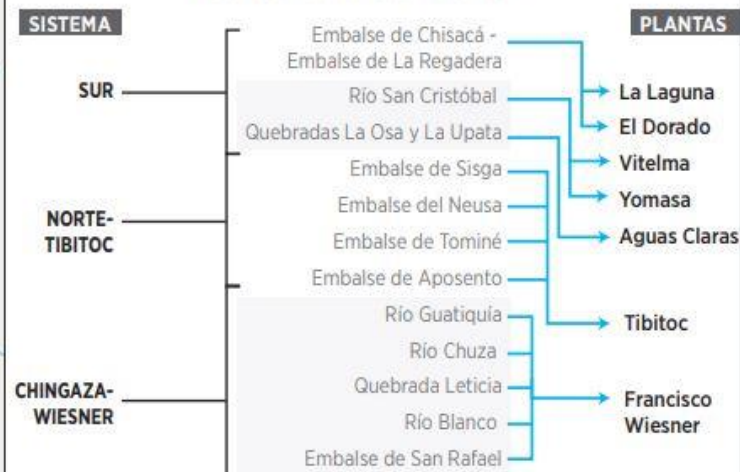 SISTEMA
PLANTAS
SUR
Embalse de Chisacá -
Embalse de La Regadera
Río San Cristóbal
Quebradas La Osa y La Upata
La Laguna
El Dorado
Vitelma
Yomasa
Aguas Claras
NORTE-
TIBITOC
Embalse de Sisga
Embalse del Neusa
Embalse de Tominé
Embalse de Aposento
Tibitoc
CHINGAZA-
WIESNER
Río Guatiquía
Río Chuza
Quebrada Leticia
Río Blanco
Embalse de San Rafael
Francisco
Wiesner